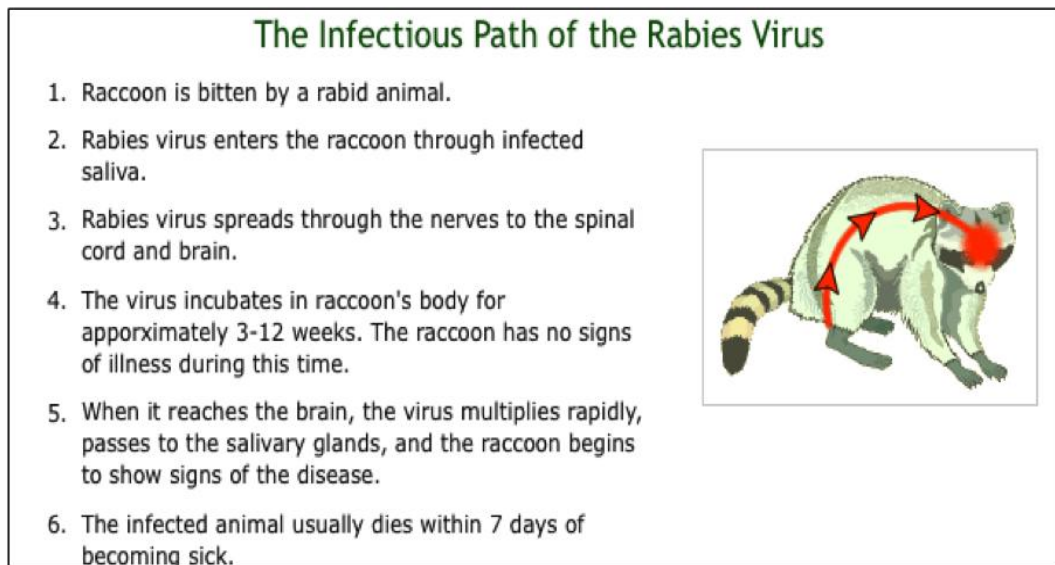 The Infectious Path of the Rabies Virus
1. Raccoon is bitten by a rabid animal.
2. Rabies virus enters the raccoon through infected
saliva.
3. Rabies virus spreads through the nerves to the spinal
cord and brain.
4. The virus incubates in raccoon's body for
apporximately 3-12 weeks. The raccoon has no signs
of illness during this time.
5. When it reaches the brain, the virus multiplies rapidly,
passes to the salivary glands, and the raccoon begins
to show signs of the disease.
6. The infected animal usually dies within 7 days of
becoming sick.